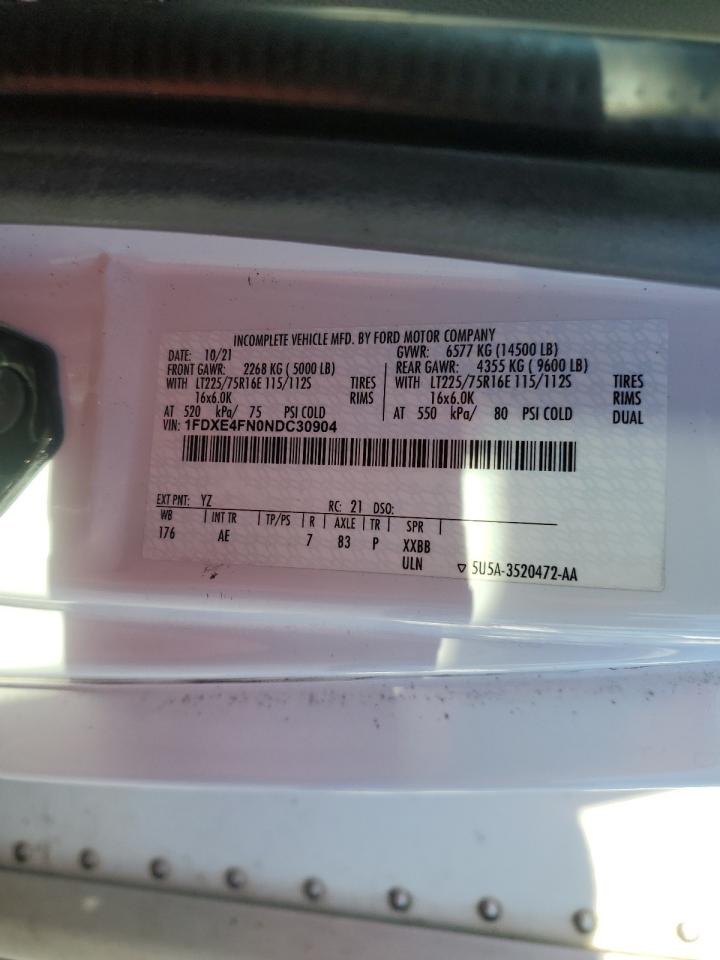 INCOMPLETE VEHICLE MFD. BY FORD MOTOR COMPANY
DATE: 10/21 GVWR: 6577 KG (14500 LB)
FRONT GAWR: 2268 KG ( 5000 LB) REAR GAWR: 4355 KG ( 9600 LB)
WITH LT225/75R16E 115/112S TIRES WITH LT225/75R16E 115/112S TIRES
16x6.0K RIMS 16x6.0K RIMS
AT 520 kPa/ 75 PSI COLD AT 550 kPa/ 80 PSI COLD DUAL
VIN: 1FDXE4FN0NDC30904
EXT PNT: YZ RC: 21 DSO:
WB INT TR TP/PS R AXLE TR SPR
176 AE 7 83 P XXBB
ULN ▽ 5U5A-3520472-AA